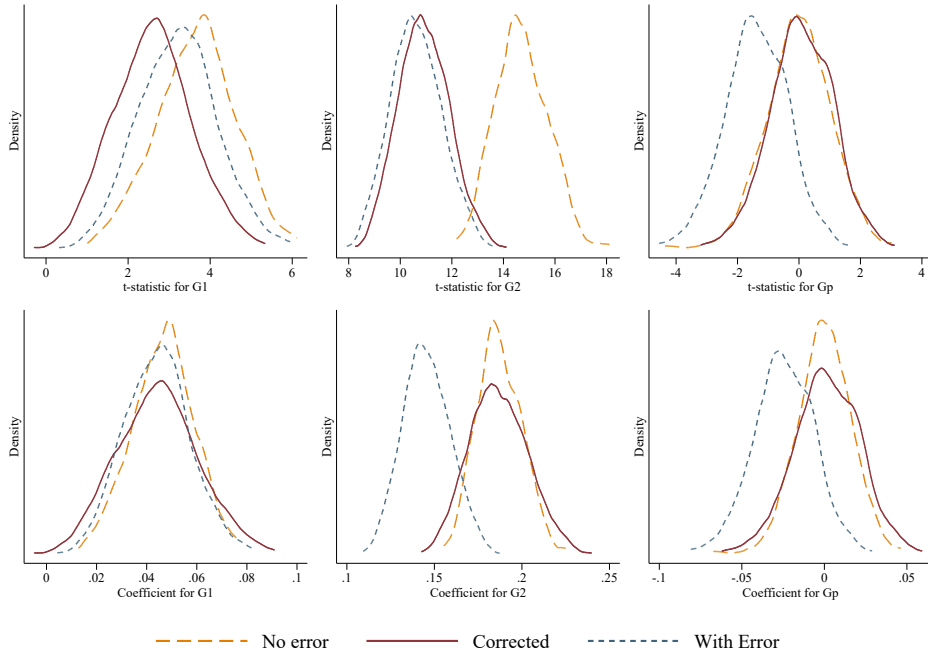 Density
0 2 4 6
t-statistic for G1
Density
8 10 12 14 16 18
t-statistic for G2
Density
-4 -2 0 2 4
t-statistic for Gp
Density
0 .02 .04 .06 .08 .1
Coefficient for G1
Density
.1 .15 .2 .25
Coefficient for G2
Density
-.1 -.05 0 .05
Coefficient for Gp
No error Corrected With Error